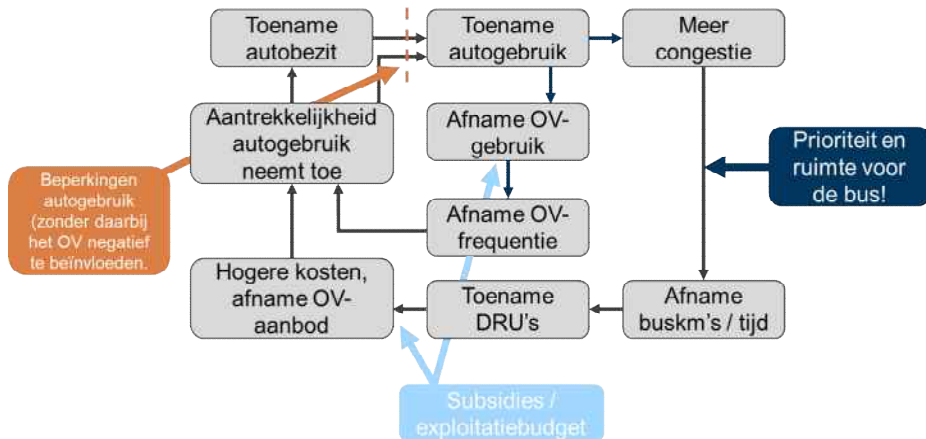 Toename
autobezit
Toename
autogebruik
Meer
congestie
Aantrekkelijkheid
autogebruik
neemt toe
Afname OV-
gebruik
Prioriteit en
ruimte voor
de bus!
Beperkingen
autogebruik
(zonder daarbij
het OV negatief
te beïnvloeden.
Afname OV-
frequentie
Hogere kosten,
afname OV-
aanbod
Toename
DRU's
Afname
buskm's / tijd
Subsidies /
exploitatiebudget